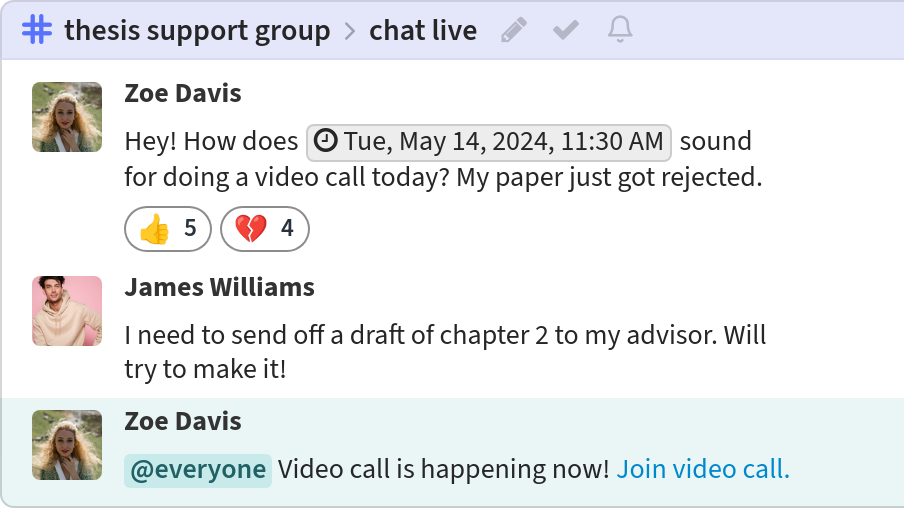 # thesis support group > chat live
Zoe Davis
Hey! How does Tue, May 14, 2024, 11:30 AM sound
for doing a video call today? My paper just got rejected.
👍 5 💔 4
James Williams
I need to send off a draft of chapter 2 to my advisor. Will
try to make it!
Zoe Davis
@everyone Video call is happening now! Join video call.